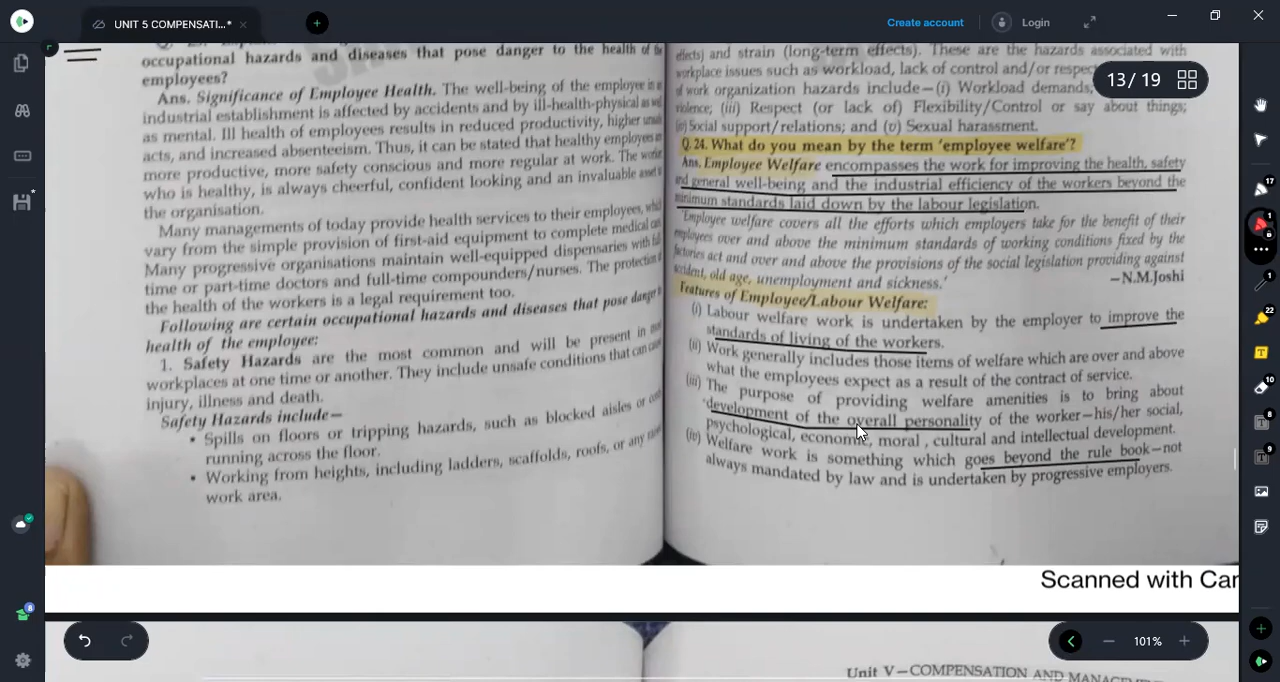 UNIT 5 COMPENSATI...*
Create account
Login
13/ 19
occupational hazards and diseases that pose danger to the health of the
employees?
Ans. Significance of Employee Health. The well-being of the employee in
industrial establishment is affected by accidents and by ill-health-physical as well
as mental. Ill health of employees results in reduced productivity, higher unsafe
acts, and increased absenteeism. Thus, it can be stated that healthy employees are
more productive, more safety conscious and more regular at work. The worker
who is healthy, is always cheerful, confident looking and an invaluable asset to
the organisation.
Many managements of today provide health services to their employees, which
vary from the simple provision of first-aid equipment to complete medical care.
Many progressive organisations maintain well-equipped dispensaries with full-
time or part-time doctors and full-time compounders/nurses. The protection of
the health of the workers is a legal requirement too.
Following are certain occupational hazards and diseases that pose danger to
health of the employee:
1. Safety Hazards are the most common and will be present in most
workplaces at one time or another. They include unsafe conditions that can cause
injury, illness and death.
Safety Hazards include—
• Spills on floors or tripping hazards, such as blocked aisles or cords
running across the floor.
• Working from heights, including ladders, scaffolds, roofs, or any raised
work area.
effects) and strain (long-term effects). These are the hazards associated with
workplace issues such as workload, lack of control and/or respect
of work organization hazards include—(i) Workload demands;
violence; (iii) Respect (or lack of) Flexibility/Control or say about things;
(iv) Social support/relations; and (v) Sexual harassment.
Q. 24. What do you mean by the term 'employee welfare'?
Ans. Employee Welfare encompasses the work for improving the health, safety
and general well-being and the industrial efficiency of the workers beyond the
minimum standards laid down by the labour legislation.
'Employee welfare covers all the efforts which employers take for the benefit of their
employees over and above the minimum standards of working conditions fixed by the
factories act and over and above the provisions of the social legislation providing against
accident, old age, unemployment and sickness.'
—N.M.Joshi
Features of Employee/Labour Welfare:
(i) Labour welfare work is undertaken by the employer to improve the
standards of living of the workers.
(ii) Work generally includes those items of welfare which are over and above
what the employees expect as a result of the contract of service.
(iii) The purpose of providing welfare amenities is to bring about
'development of the overall personality of the worker—his/her social,
psychological, economic, moral , cultural and intellectual development.
(iv) Welfare work is something which goes beyond the rule book—not
always mandated by law and is undertaken by progressive employers.
Scanned with Ca
101%
Unit V—COMPENSATION AND